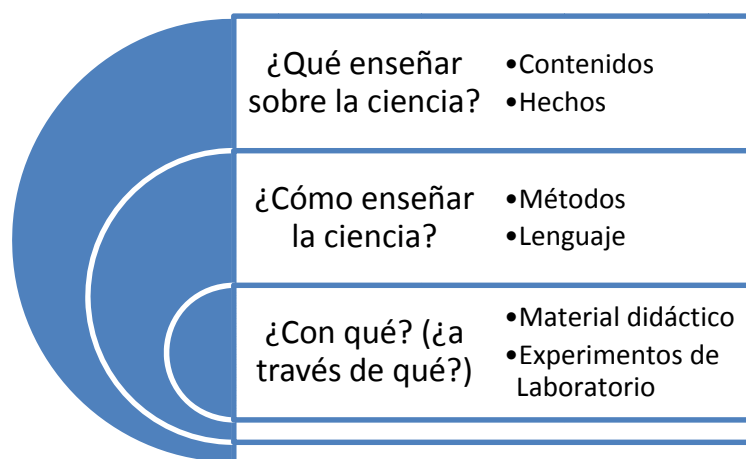 ¿Qué enseñar
sobre la ciencia?
•Contenidos
•Hechos
¿Cómo enseñar
la ciencia?
•Métodos
•Lenguaje
¿Con qué? (¿a
través de qué?)
•Material didáctico
•Experimentos de
Laboratorio